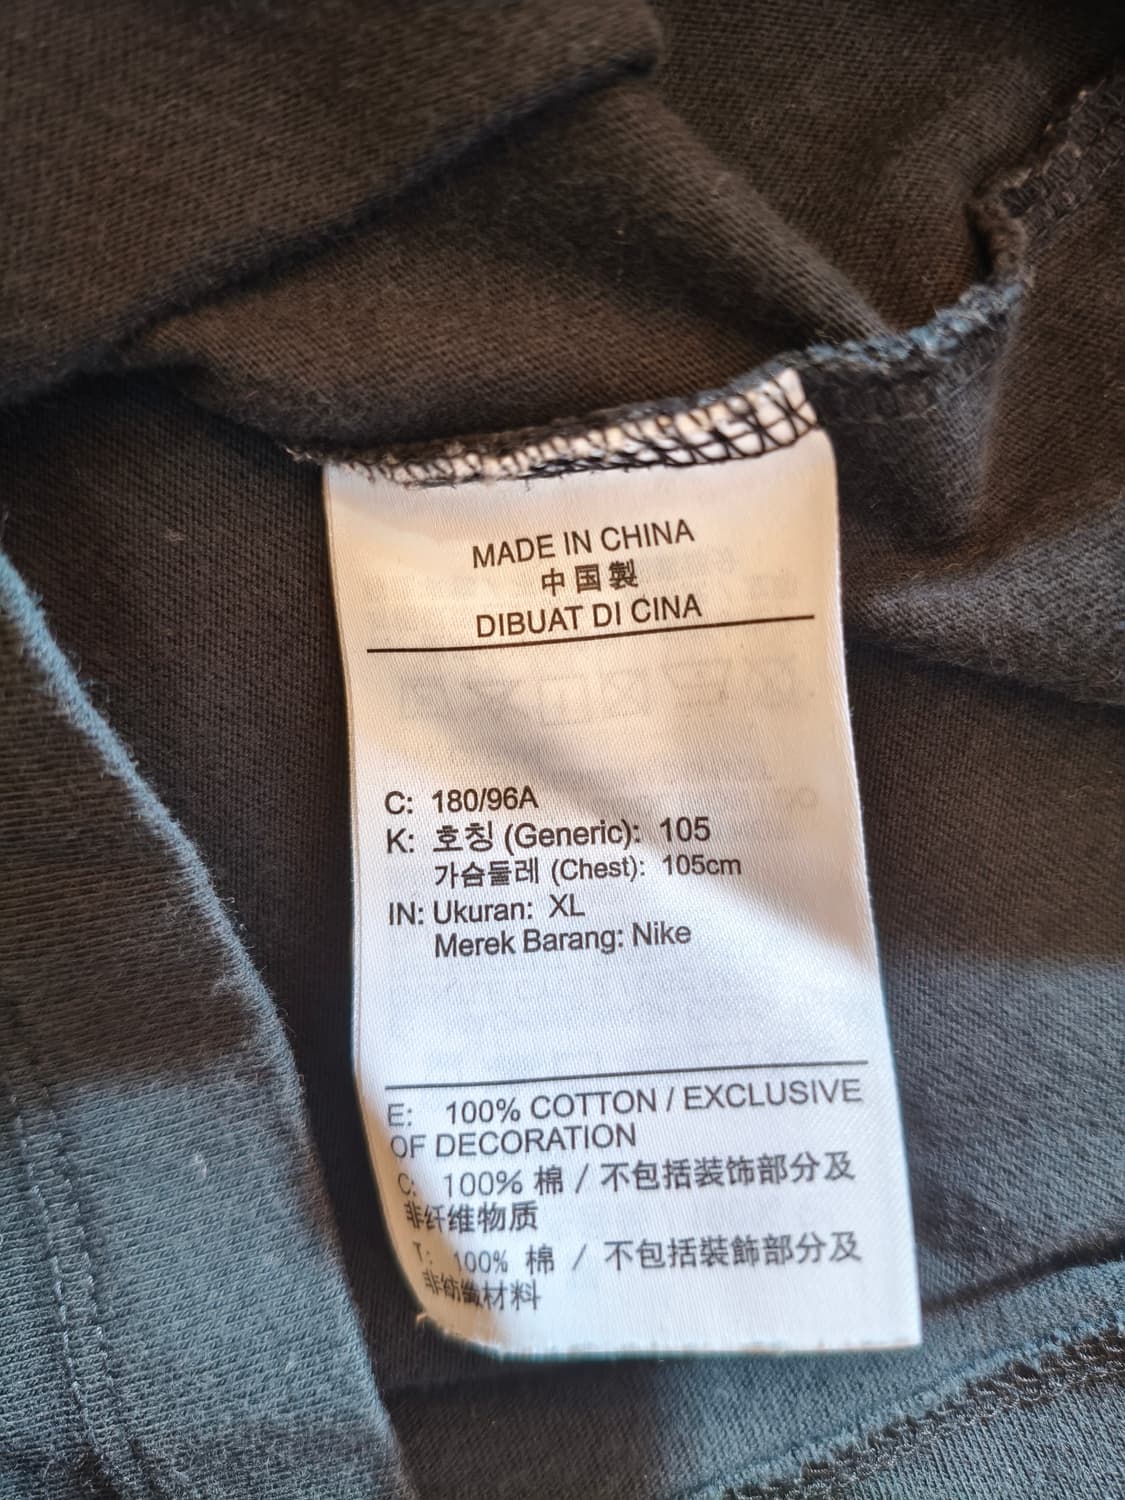 MADE IN CHINA
中国製
DIBUAT DI CINA
C: 180/96A
K: 호칭 (Generic): 105
가슴둘레 (Chest): 105cm
IN: Ukuran: XL
Merek Barang: Nike
E: 100% COTTON / EXCLUSIVE
OF DECORATION
C: 100% 棉 / 不包括装饰部分及
非纤维物质
T: 100% 棉 / 不包括裝飾部分及
非紡織材料